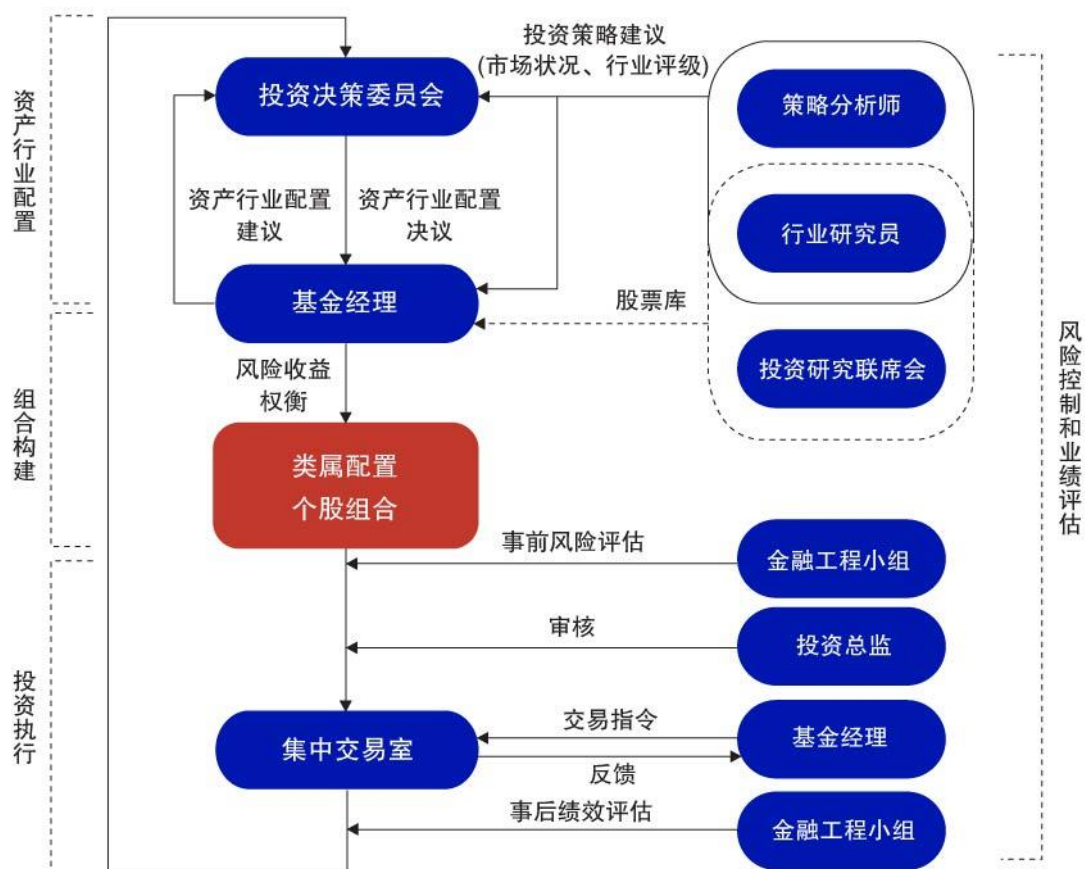 投资策略建议
(市场状况、行业评级)
投资决策委员会
策略分析师
资产行业配置
资产行业配置
建议
资产行业配置
决议
行业研究员
基金经理
股票库
投资研究联席会
风险收益
权衡
组合构建
类属配置
个股组合
风险控制和业绩评估
事前风险评估
金融工程小组
审核
投资总监
投资执行
集中交易室
交易指令
反馈
基金经理
事后绩效评估
金融工程小组